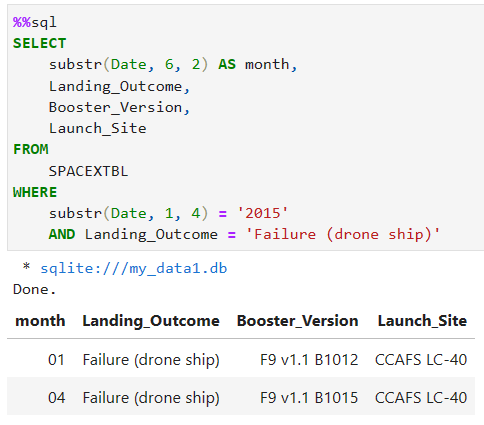 %%sql
SELECT
    substr(Date, 6, 2) AS month,
    Landing_Outcome,
    Booster_Version,
    Launch_Site
FROM
    SPACEXTBL
WHERE
    substr(Date, 1, 4) = '2015'
    AND Landing_Outcome = 'Failure (drone ship)'
* sqlite:///my_data1.db
Done.
month Landing_Outcome Booster_Version Launch_Site
01 Failure (drone ship) F9 v1.1 B1012 CCAFS LC-40
04 Failure (drone ship) F9 v1.1 B1015 CCAFS LC-40